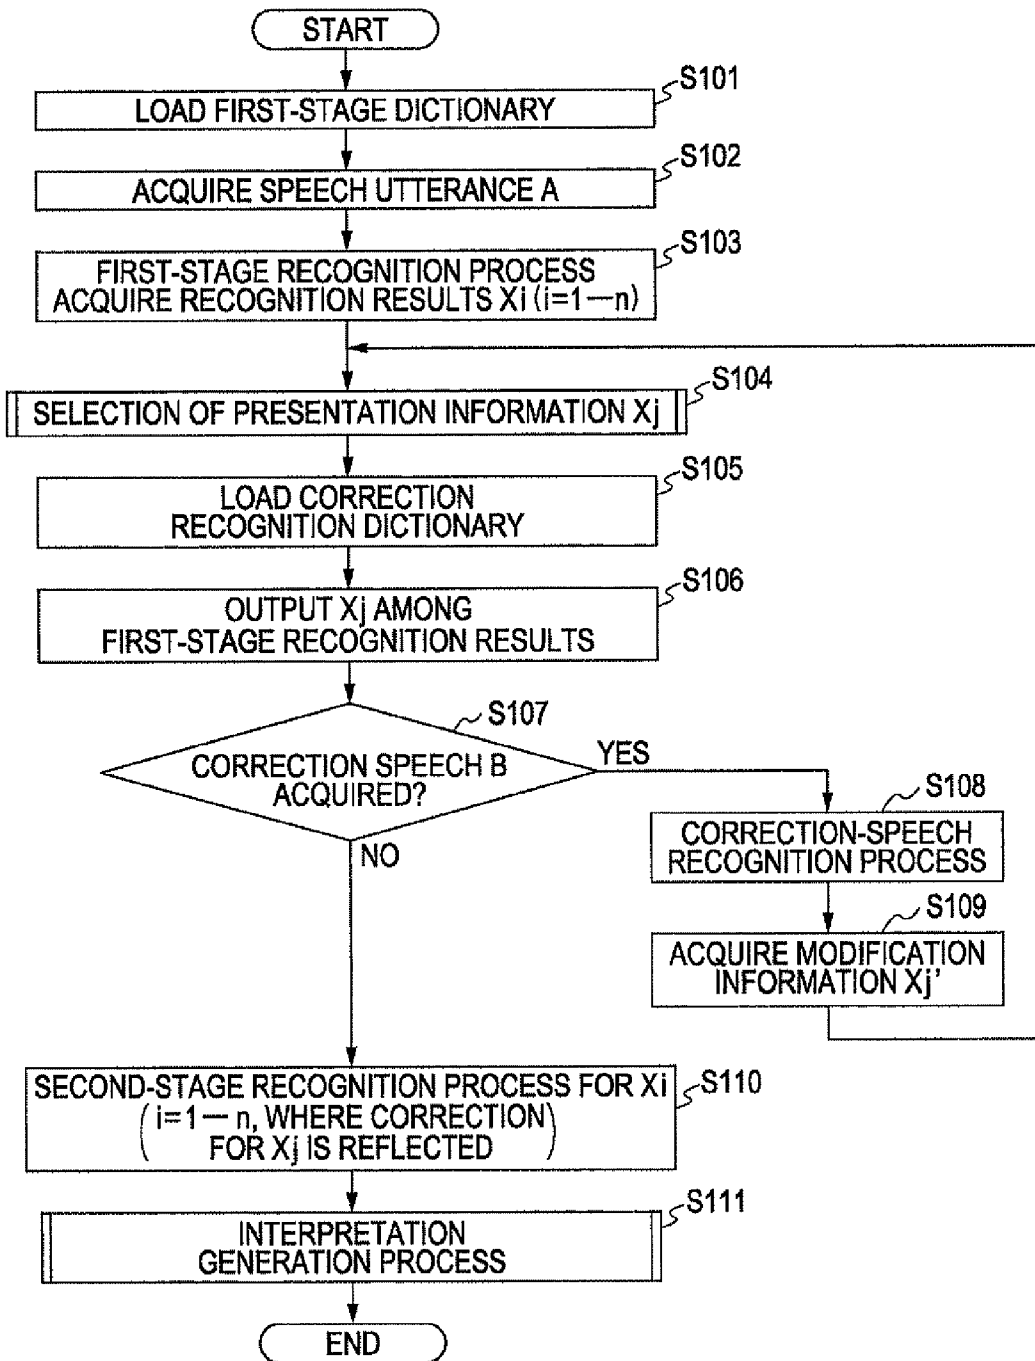 START
S101
LOAD FIRST-STAGE DICTIONARY
S102
ACQUIRE SPEECH UTTERANCE A
S103
FIRST-STAGE RECOGNITION PROCESS
ACQUIRE RECOGNITION RESULTS Xi (i=1—n)
S104
SELECTION OF PRESENTATION INFORMATION Xj
S105
LOAD CORRECTION
RECOGNITION DICTIONARY
S106
OUTPUT Xj AMONG
FIRST-STAGE RECOGNITION RESULTS
S107
CORRECTION SPEECH B
ACQUIRED?
YES
NO
S108
CORRECTION-SPEECH
RECOGNITION PROCESS
S109
ACQUIRE MODIFICATION
INFORMATION Xj'
S110
SECOND-STAGE RECOGNITION PROCESS FOR Xi
(i=1—n, WHERE CORRECTION
FOR Xj IS REFLECTED)
S111
INTERPRETATION
GENERATION PROCESS
END